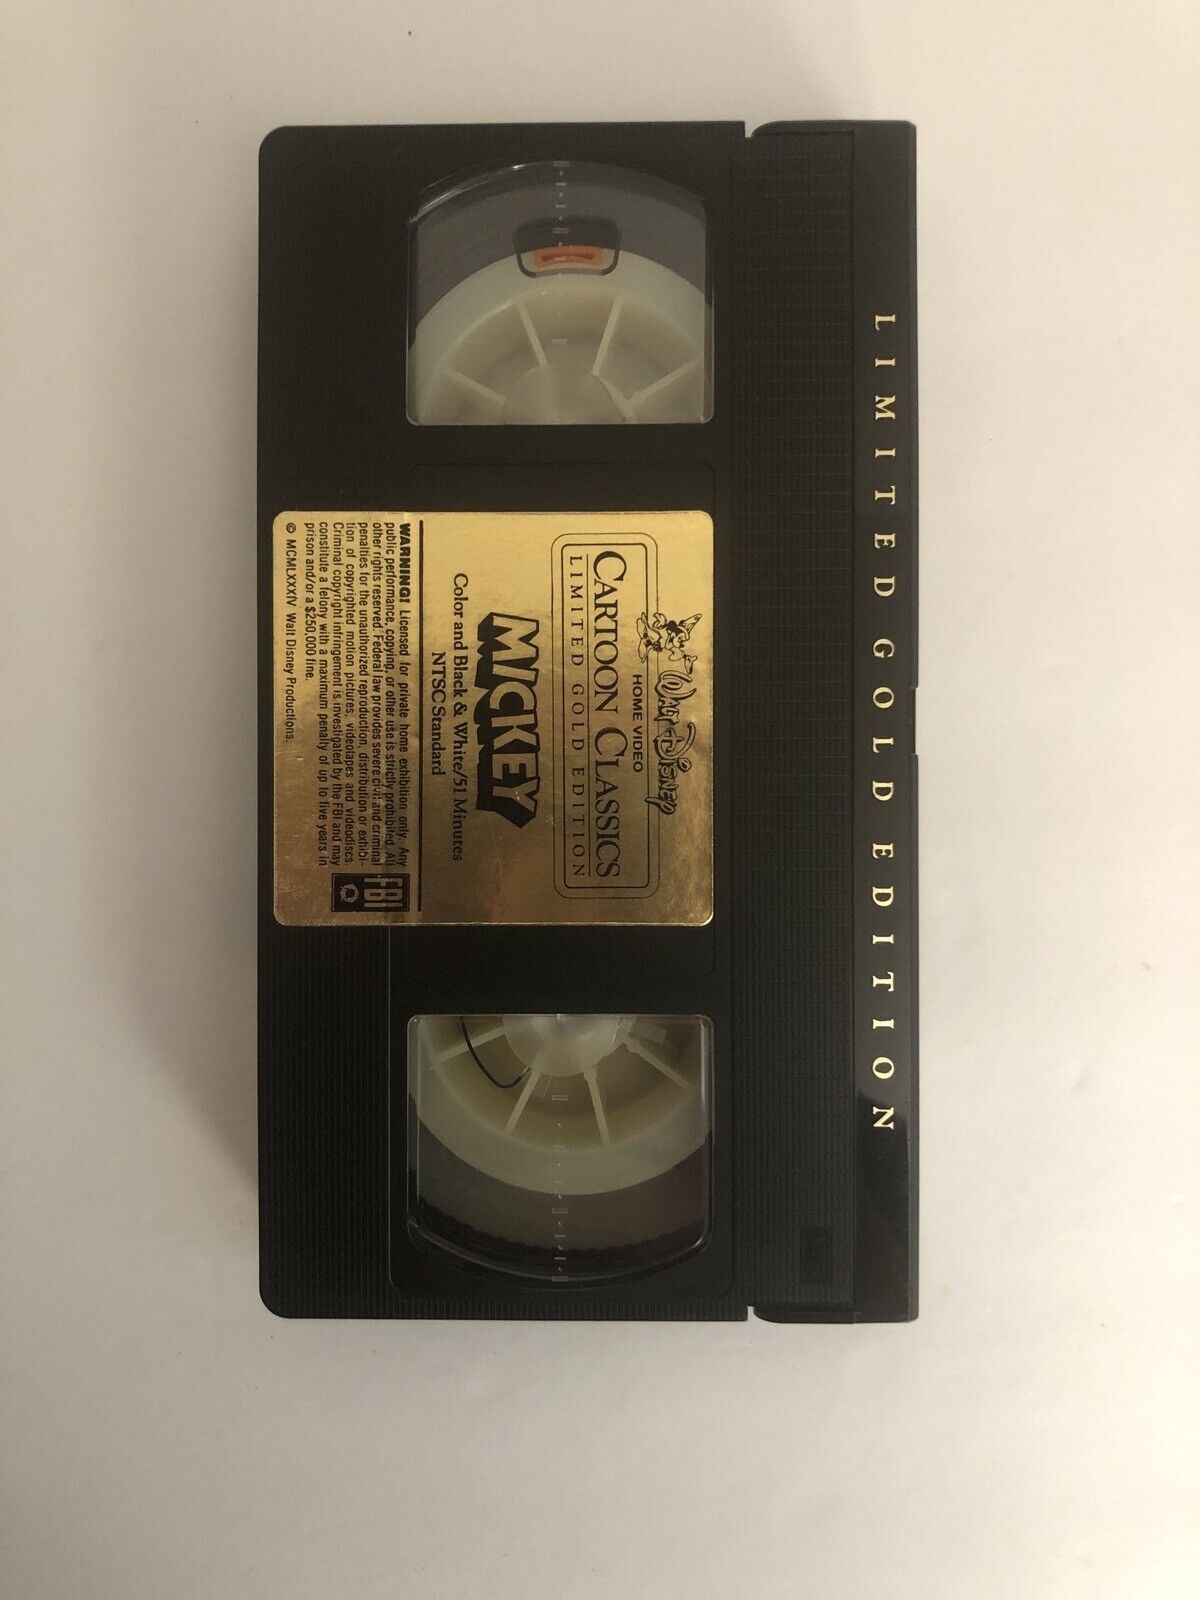 WALT DISNEY
HOME VIDEO
CARTOON CLASSICS
LIMITED GOLD EDITION
MICKEY
Color and Black & White/51 Minutes
NTSC Standard
WARNING! Licensed for private home exhibition only. Any
public performance, copying, or other use is strictly prohibited. All
other rights reserved. Federal law provides severe civil and criminal
penalties for the unauthorized reproduction, distribution or exhibi-
tion of copyrighted motion pictures, videotapes and videodiscs.
Criminal copyright infringement is investigated by the FBI and may
constitute a felony with a maximum penalty of up to five years in
prison and/or a $250,000 fine.
FBI
© MCMLXXXIV Walt Disney Productions.
LIMITED GOLD EDITION